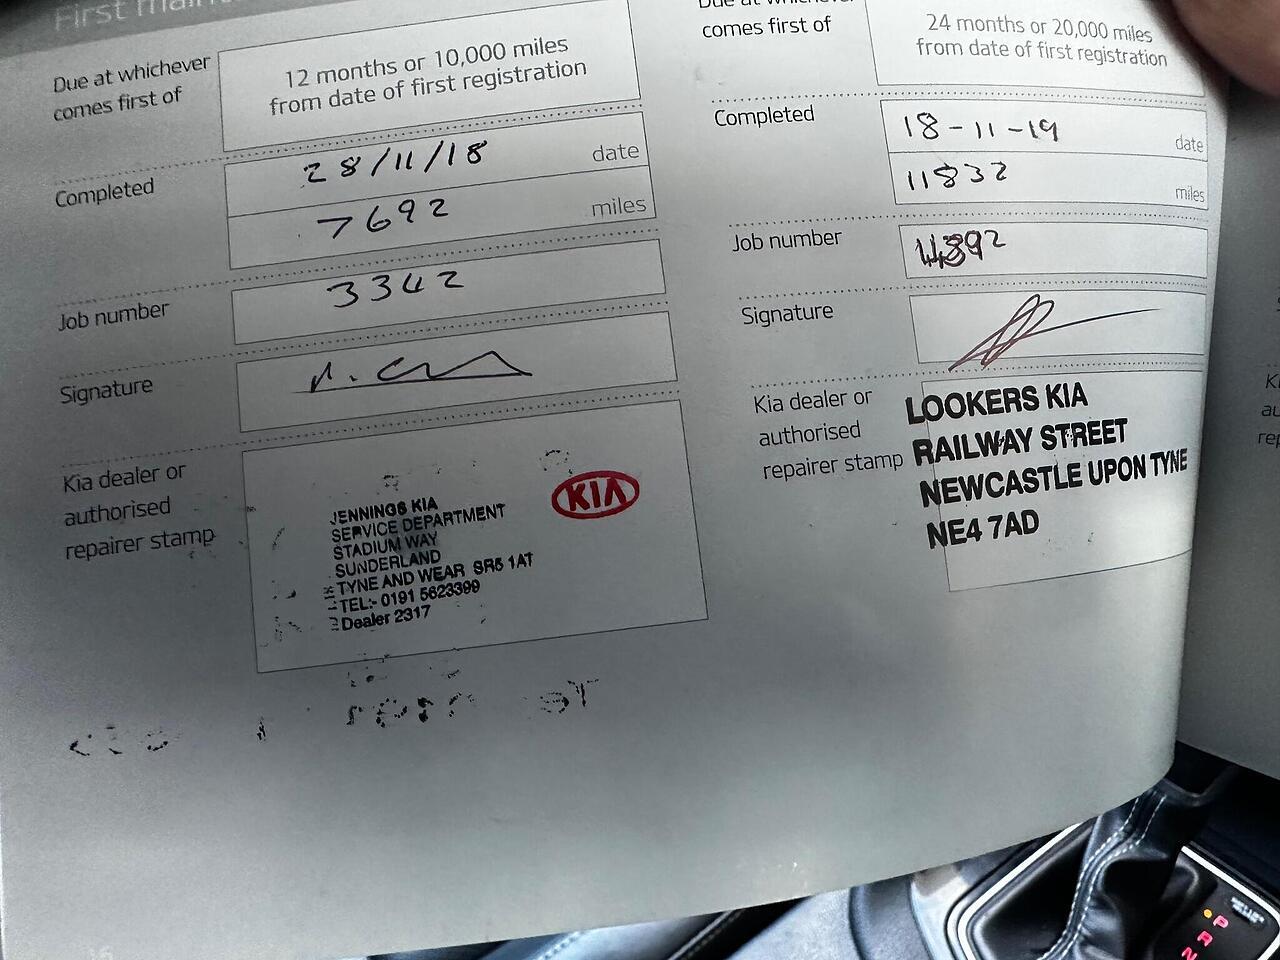 First
Due at whichever
comes first of
12 months or 10,000 miles
from date of first registration
Completed
28/11/18 date
7692 miles
Job number
3342
Signature
Kia dealer or
authorised
repairer stamp
JENNINGS KIA
SERVICE DEPARTMENT
STADIUM WAY
SUNDERLAND
TYNE AND WEAR SR5 1AT
TEL:- 0191 5623399
Dealer 2317
KIA
Due at whichever
comes first of
24 months or 20,000 miles
from date of first registration
Completed
18-11-19 date
11832 miles
Job number
Signature
Kia dealer or
authorised
repairer stamp
LOOKERS KIA
RAILWAY STREET
NEWCASTLE UPON TYNE
NE4 7AD
P
R
N